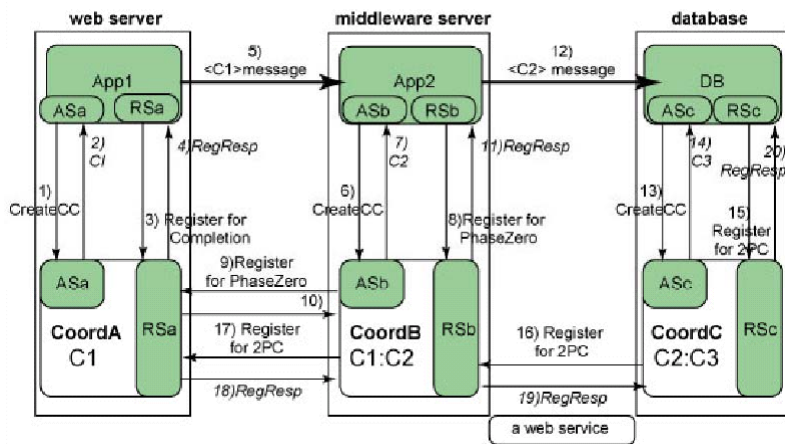 web server
middleware server
database
5)
<C1>message
12)
<C2> message
App1
App2
DB
ASa
RSa
ASb
RSb
ASc
RSc
2)
CI
4)RegResp
7)
C2
11)RegResp
14)
C3
20)
RegResp
1)
CreateCC
3) Register for
Completion
6)
CreateCC
8)Register for
PhaseZero
13)
CreateCC
15)
Register
for 2PC
9)Register
for PhaseZero
10)
ASa
RSa
ASb
RSb
ASc
RSc
CoordA
C1
CoordB
C1:C2
CoordC
C2:C3
17) Register
for 2PC
16) Register
for 2PC
18)RegResp
19)RegResp
a web service